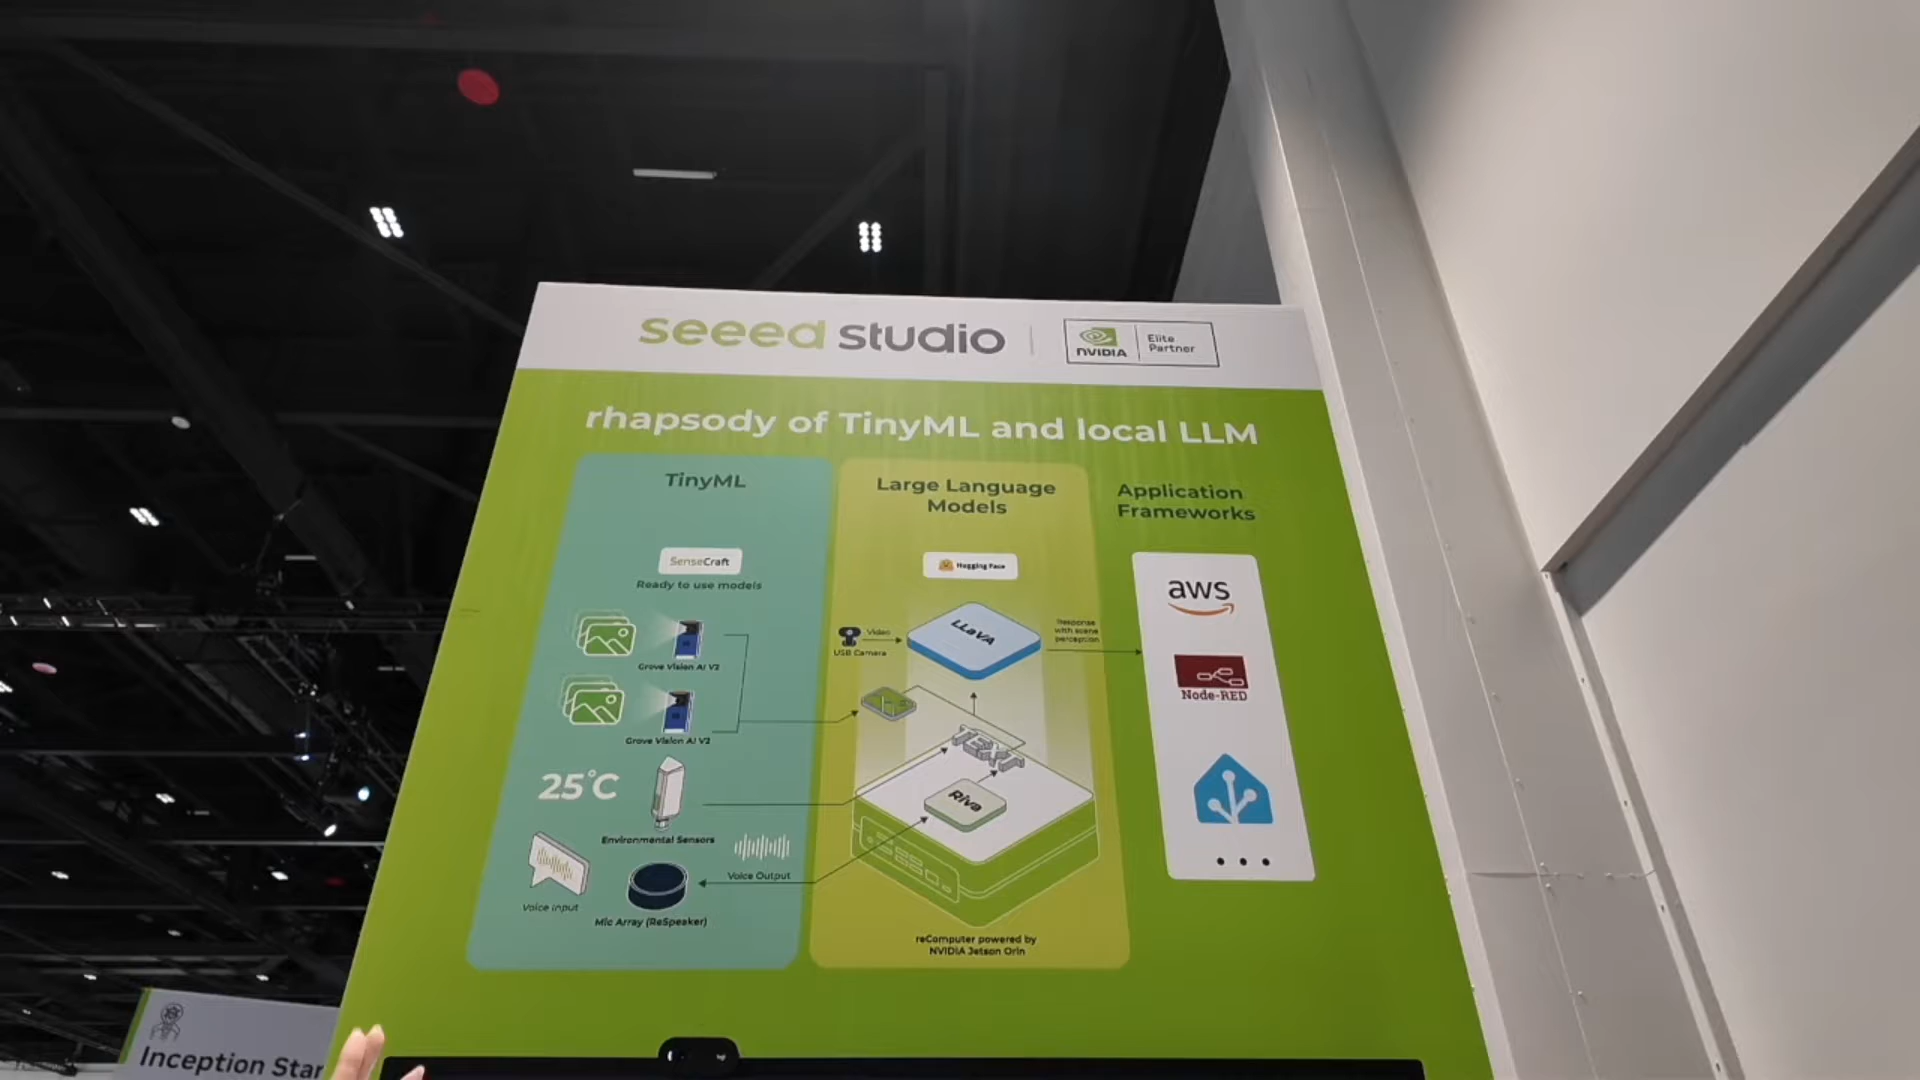 seeed studio
NVIDIA
Elite
Partner
rhapsody of TinyML and local LLM
TinyML
SenseCraft
Ready to use models
Grove Vision AI V2
Grove Vision AI V2
25°C
Environmental Sensors
Voice Input
Mic Array (ReSpeaker)
Voice Output
Large Language
Models
Hugging Face
Video
USB Camera
LLaVA
Response
with scene
perception
TEXT
Riva
reComputer powered by
NVIDIA Jetson Orin
Application
Frameworks
aws
Node-RED
Inception Star